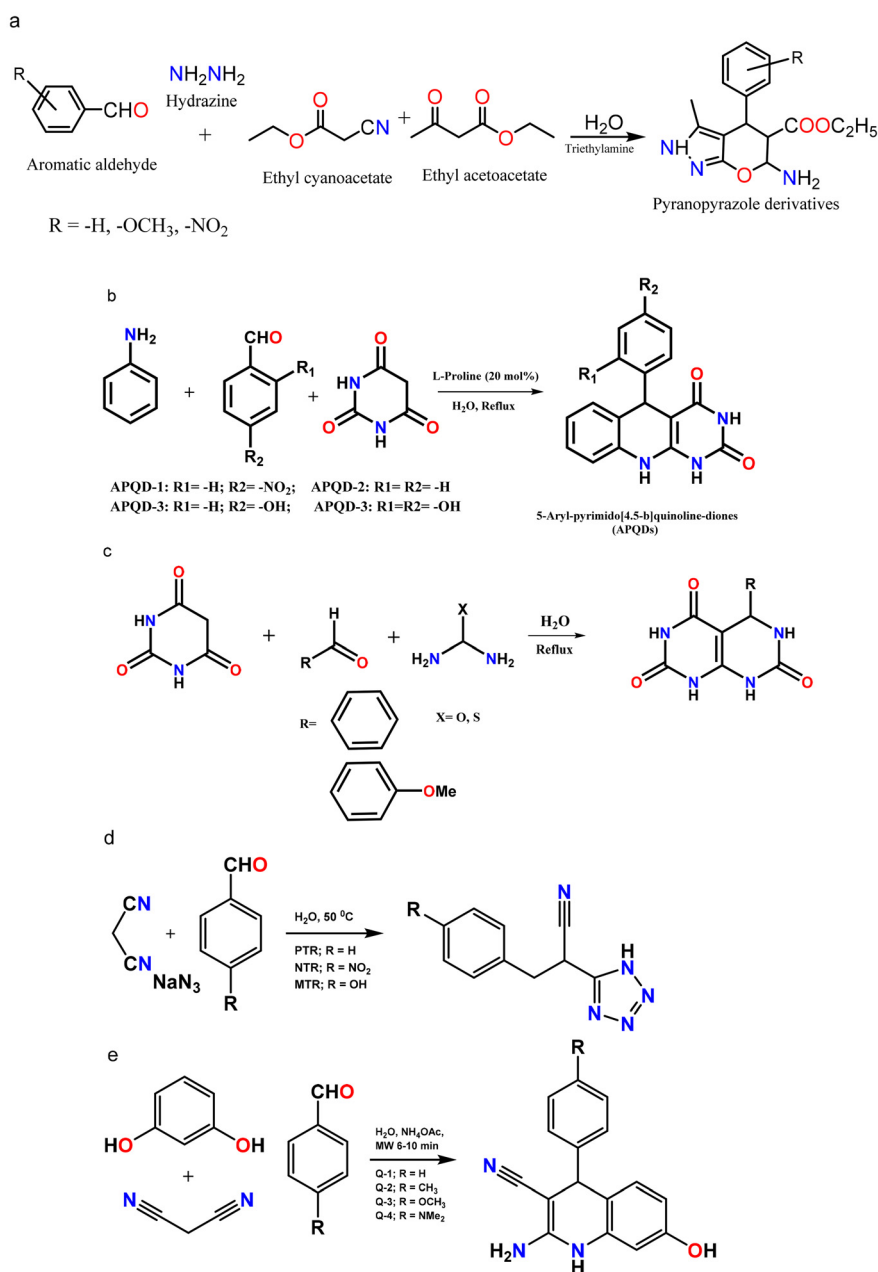 a
R
CHO
Aromatic aldehyde
NH2NH2
Hydrazine
+
O
O
CN
Ethyl cyanoacetate
+
O
O
O
Ethyl acetoacetate
H2O
Triethylamine
R
CH3
COOC2H5
NH
N
O
NH2
Pyranopyrazole derivatives
R = -H, -OCH3, -NO2
b
NH2
+
CHO
R1
R2
+
O
HN
O
N
H
O
L-Proline (20 mol%)
H2O, Reflux
R2
R1
O
NH
N
H
N
H
O
APQD-1: R1= -H; R2= -NO2; APQD-2: R1= R2= -H
APQD-3: R1= -H; R2= -OH; APQD-3: R1=R2= -OH
5-Aryl-pyrimido[4.5-b]quinoline-diones
(APQDs)
c
O
HN
O
N
H
O
+
H
R
O
+
X
H2N
NH2
H2O
Reflux
O
R
HN
NH
O
N
H
N
H
O
R=
X= O, S
OMe
d
CN
CN
NaN3
+
CHO
R
H2O, 50 0C
PTR; R = H
NTR; R = NO2
MTR; R = OH
R
N
H
N
N
N
N
e
HO
OH
+
N
N
CHO
R
H2O, NH4OAc,
MW 6-10 min
Q-1; R = H
Q-2; R = CH3
Q-3; R = OCH3
Q-4; R = NMe2
R
N
H2N
N
H
OH